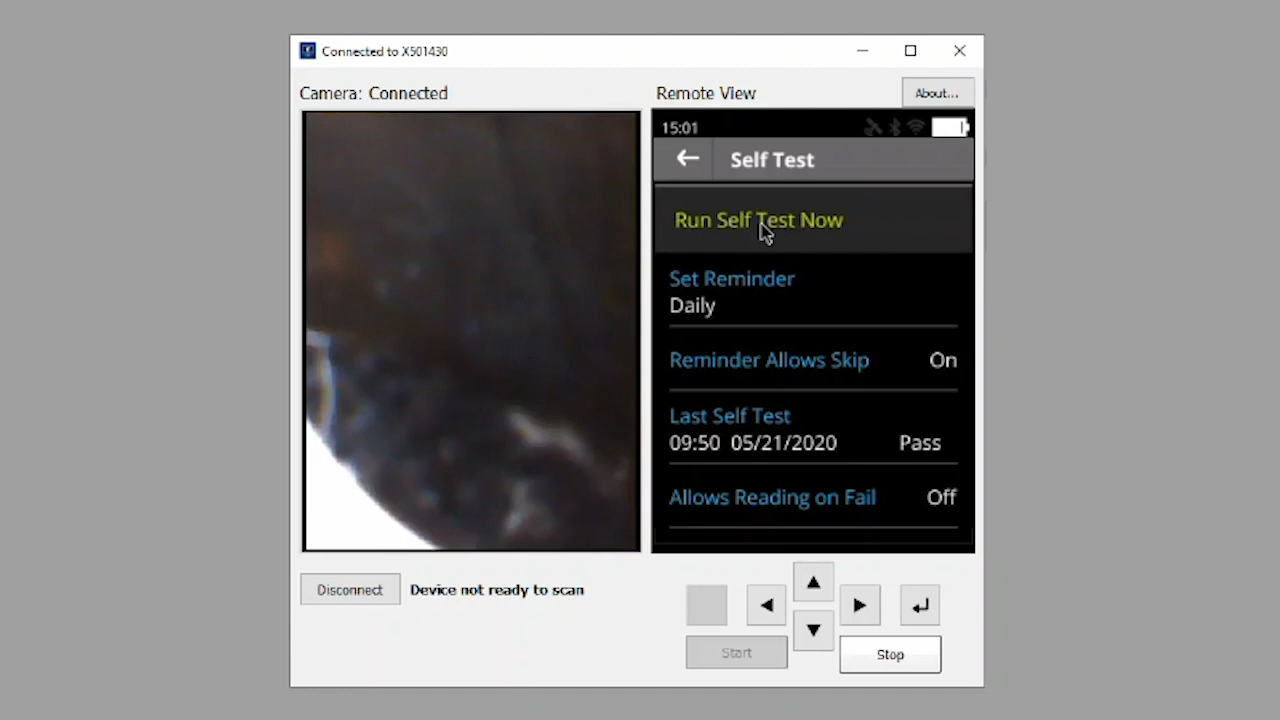 Connected to X501430
Camera: Connected
Remote View
About...
15:01
Self Test
Run Self Test Now
Set Reminder
Daily
Reminder Allows Skip On
Last Self Test
09:50 05/21/2020 Pass
Allows Reading on Fail Off
Disconnect
Device not ready to scan
Start
Stop